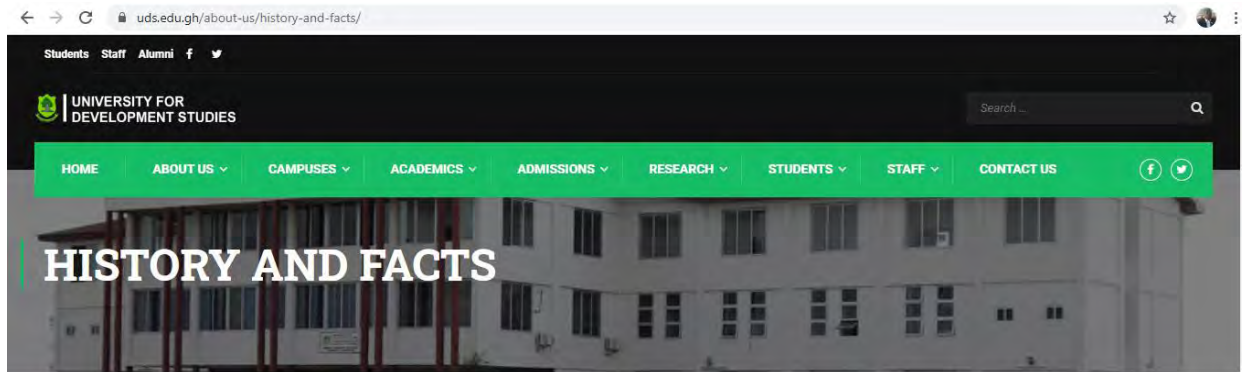 uds.edu.gh/about-us/history-and-facts/
Students Staff Alumni
UNIVERSITY FOR
DEVELOPMENT STUDIES
Search ...
HOME ABOUT US CAMPUSES ACADEMICS ADMISSIONS RESEARCH STUDENTS STAFF CONTACT US
HISTORY AND FACTS